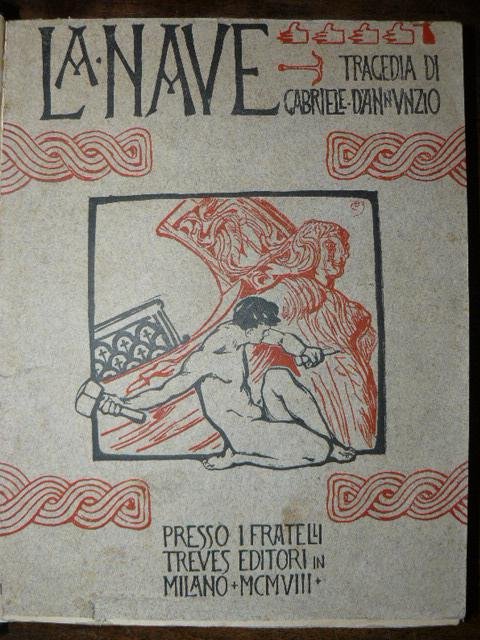 LA·NAVE
TRAGEDIA DI
GABRIELE·D'ANNVNZIO
PRESSO I FRATELLI
TREVES EDITORI IN
MILANO+MCMVIII+